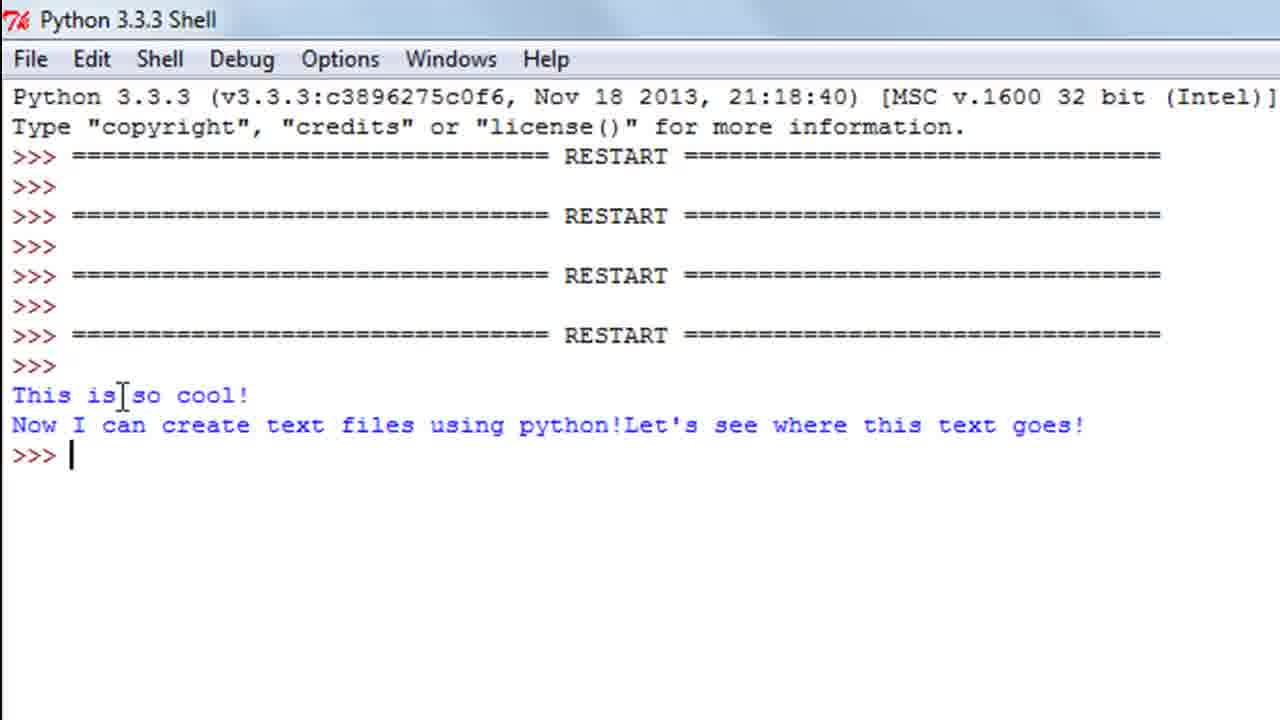 Python 3.3.3 Shell
File Edit Shell Debug Options Windows Help
Python 3.3.3 (v3.3.3:c3896275c0f6, Nov 18 2013, 21:18:40) [MSC v.1600 32 bit (Intel)]
Type "copyright", "credits" or "license()" for more information.
>>> ================================ RESTART ================================
>>>
>>> ================================ RESTART ================================
>>>
>>> ================================ RESTART ================================
>>>
>>> ================================ RESTART ================================
>>>
This is so cool!
Now I can create text files using python!Let's see where this text goes!
>>>